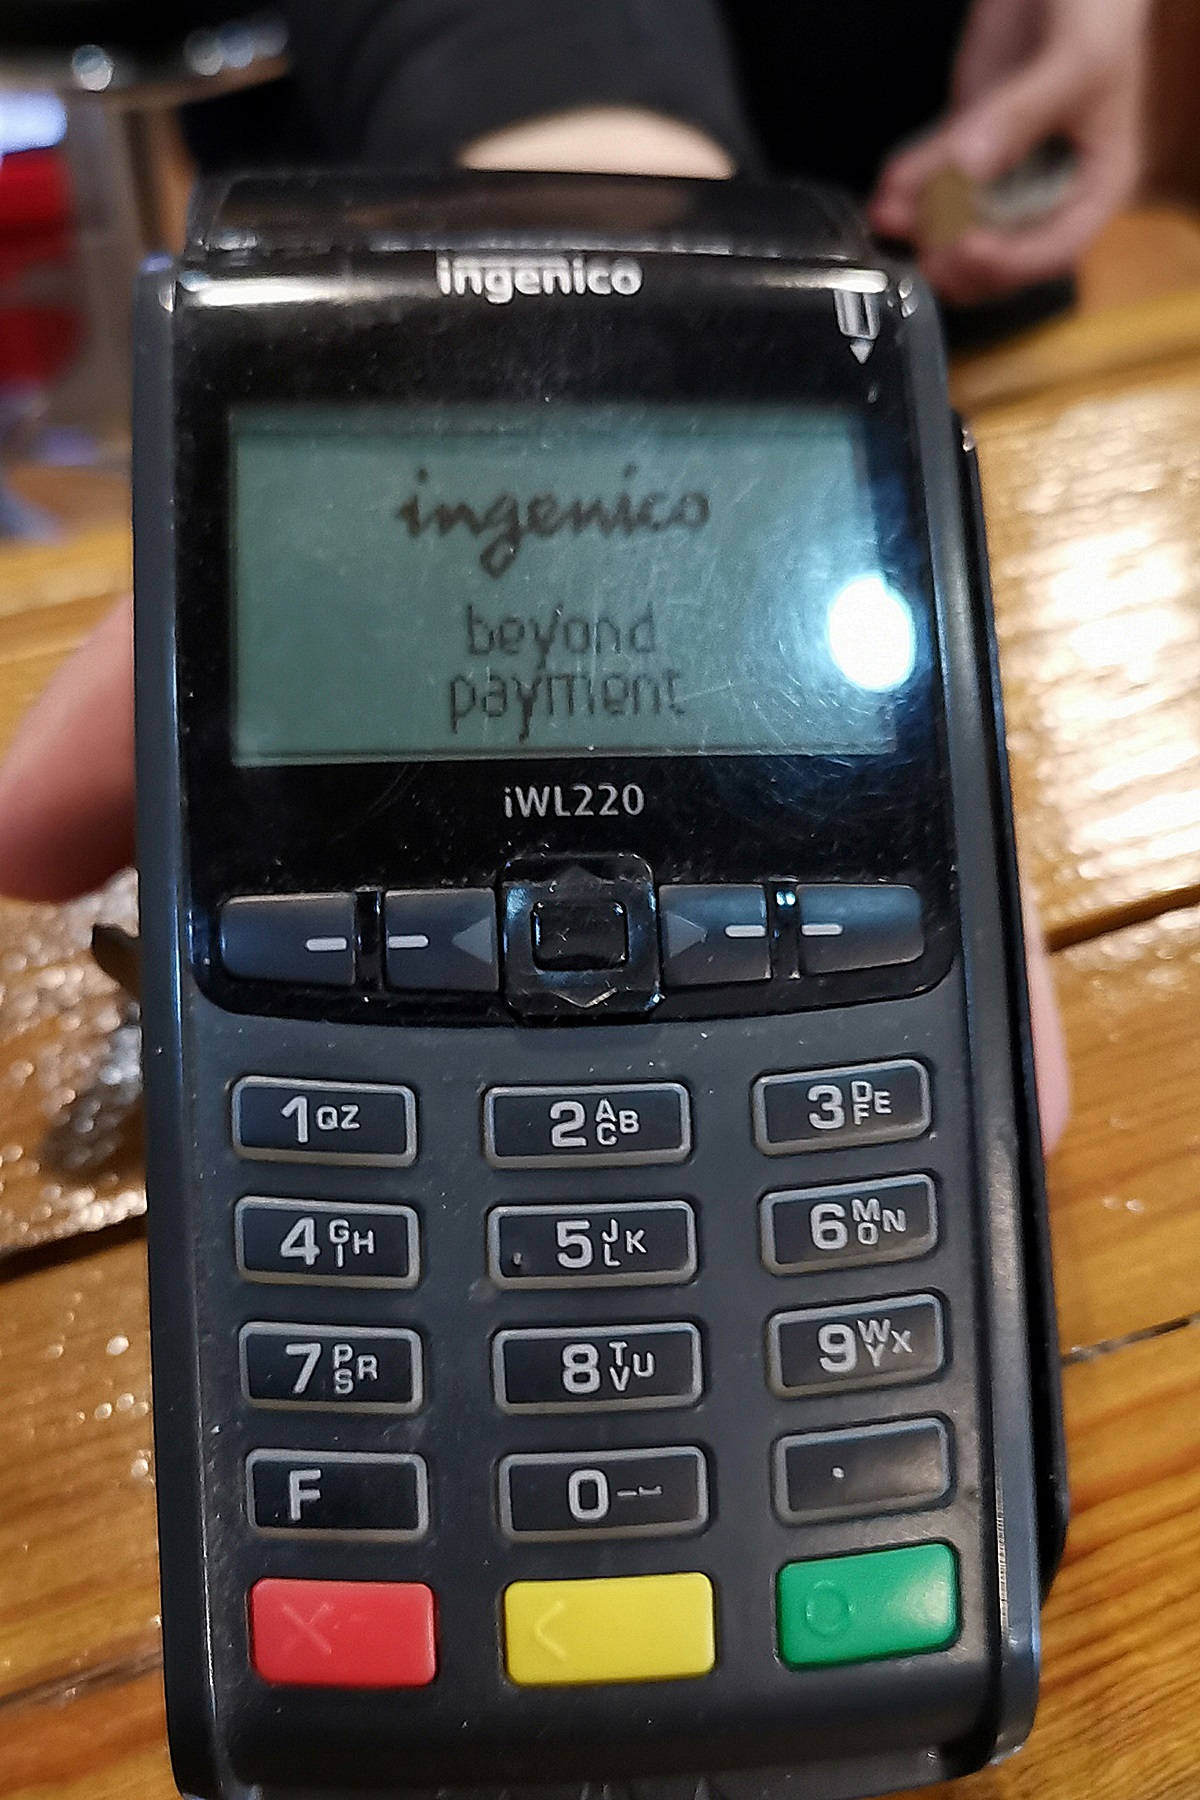 ingenico
ingenico
beyond
payment
iWL220
1 QZ 2 ABC 3 DEF
4 GHI 5 JKL 6 MNO
7 PRS 8 TUV 9 WXY
F 0 .